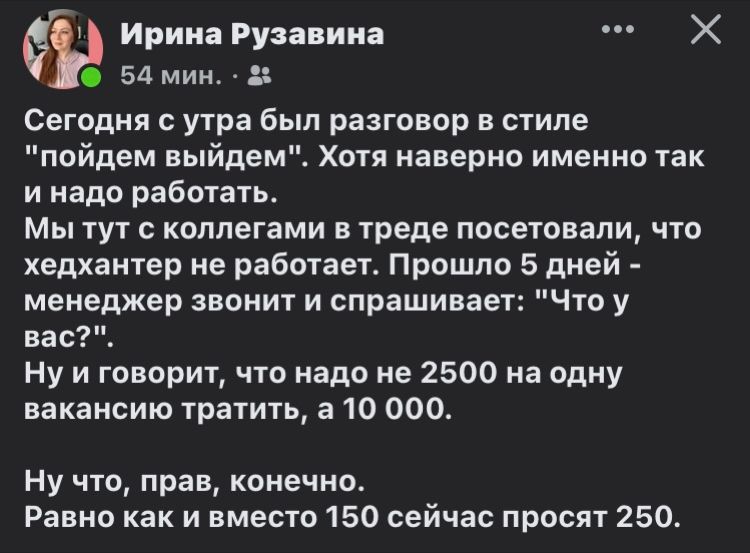 Ирина Рузавина
54 мин. ·
Сегодня с утра был разговор в стиле
"пойдем выйдем". Хотя наверно именно так
и надо работать.
Мы тут с коллегами в треде посетовали, что
хедхантер не работает. Прошло 5 дней -
менеджер звонит и спрашивает: "Что у
вас?".
Ну и говорит, что надо не 2500 на одну
вакансию тратить, а 10 000.
Ну что, прав, конечно.
Равно как и вместо 150 сейчас просят 250.